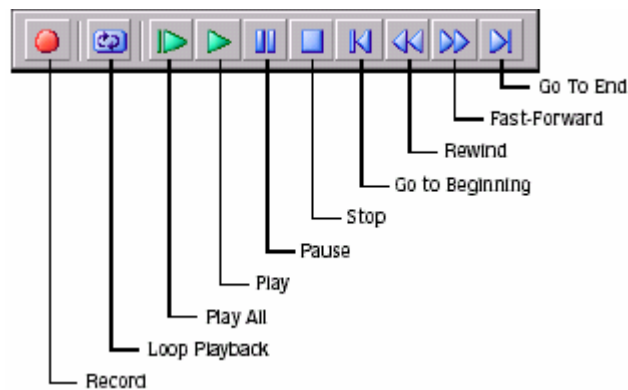 Go To End
Fast-Forward
Rewind
Go to Beginning
Stop
Pause
Play
Play All
Loop Playback
Record